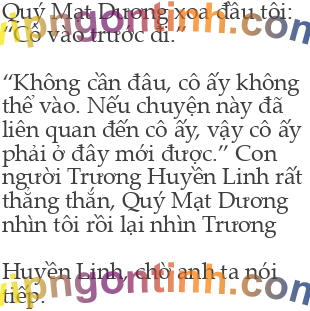 Quý Mạt Dương xoa đầu tôi:
“Cô vào trước đi.”
“Không cần đâu, cô ấy không
thể vào. Nếu chuyện này đã
liên quan đến cô ấy, vậy cô ấy
phải ở đây mới được.” Con
người Trương Huyền Linh rất
thẳng thắn, Quý Mạt Dương
nhìn tôi rồi lại nhìn Trương
Huyền Linh, chờ anh ta nói
tiếp.
vipngontinh.com